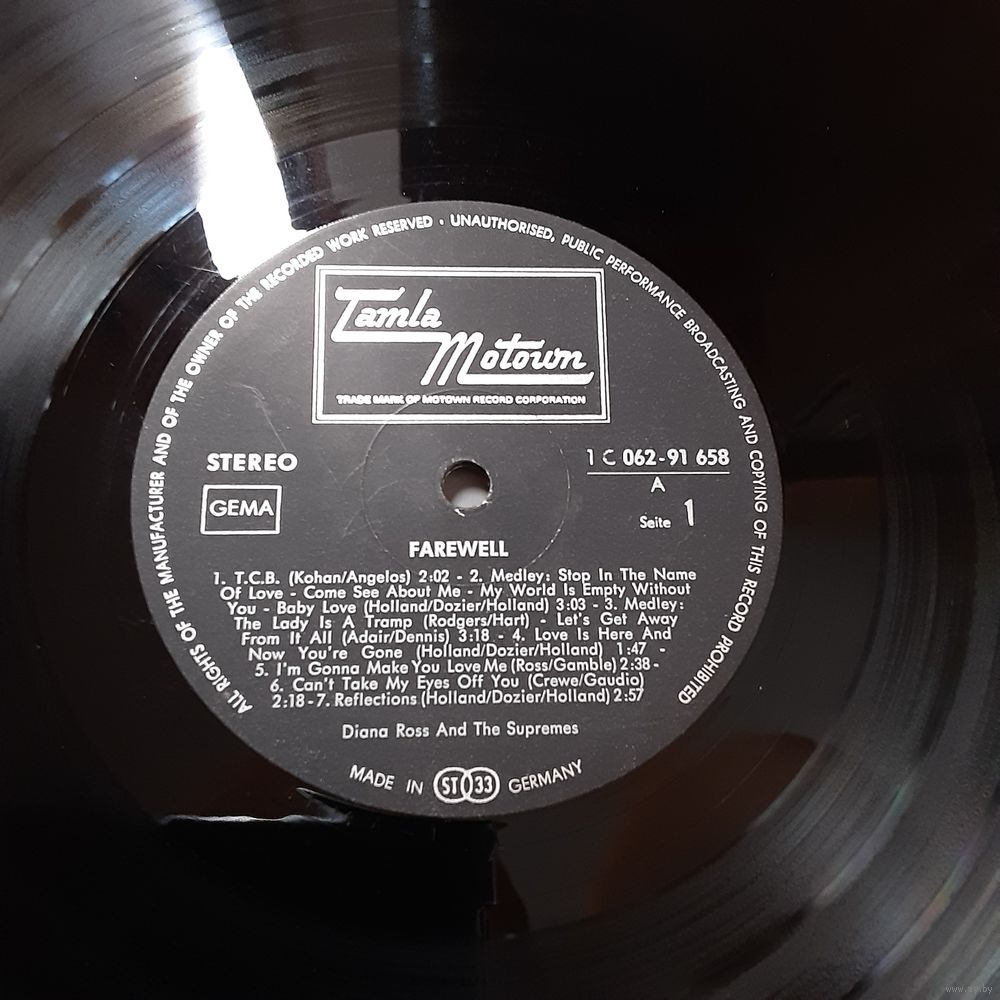 ALL RIGHTS OF THE MANUFACTURER AND OF THE OWNER OF THE RECORDED WORK RESERVED · UNAUTHORISED, PUBLIC PERFORMANCE BROADCASTING AND COPYING OF THIS RECORD PROHIBITED
Tamla
Motown
TRADE MARK OF MOTOWN RECORD CORPORATION
STEREO
GEMA
1 C 062-91 658
A
Seite 1
FAREWELL
1. T.C.B. (Kohan/Angelos) 2:02 - 2. Medley: Stop In The Name
Of Love - Come See About Me - My World Is Empty Without
You - Baby Love (Holland/Dozier/Holland) 3:03 - 3. Medley:
The Lady Is A Tramp (Rodgers/Hart) - Let's Get Away
From It All (Adair/Dennis) 3:18 - 4. Love Is Here And
Now You're Gone (Holland/Dozier/Holland) 1:47 -
5. I'm Gonna Make You Love Me (Ross/Gamble) 2:38 -
6. Can't Take My Eyes Off You (Crewe/Gaudio)
2:18 - 7. Reflections (Holland/Dozier/Holland) 2:57
Diana Ross And The Supremes
MADE IN ST 33 GERMANY